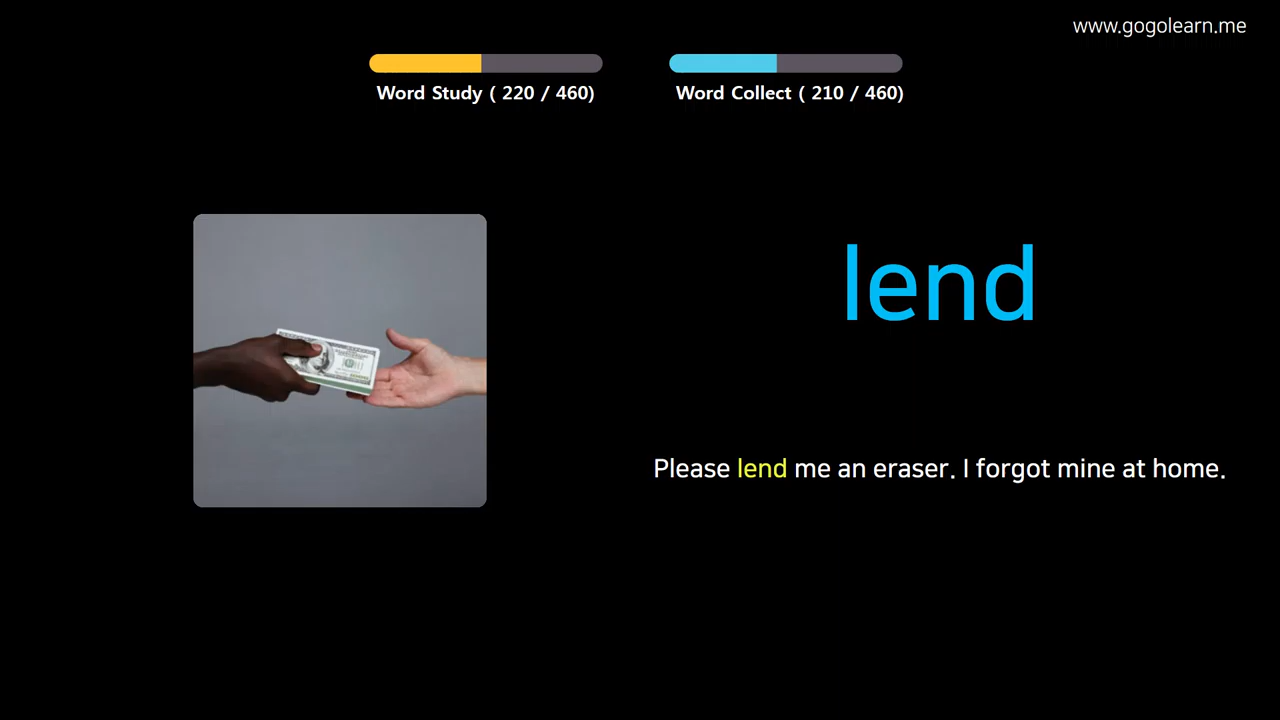 www.gogolearn.me
Word Study ( 220 / 460)
Word Collect ( 210 / 460)
lend
Please lend me an eraser. I forgot mine at home.